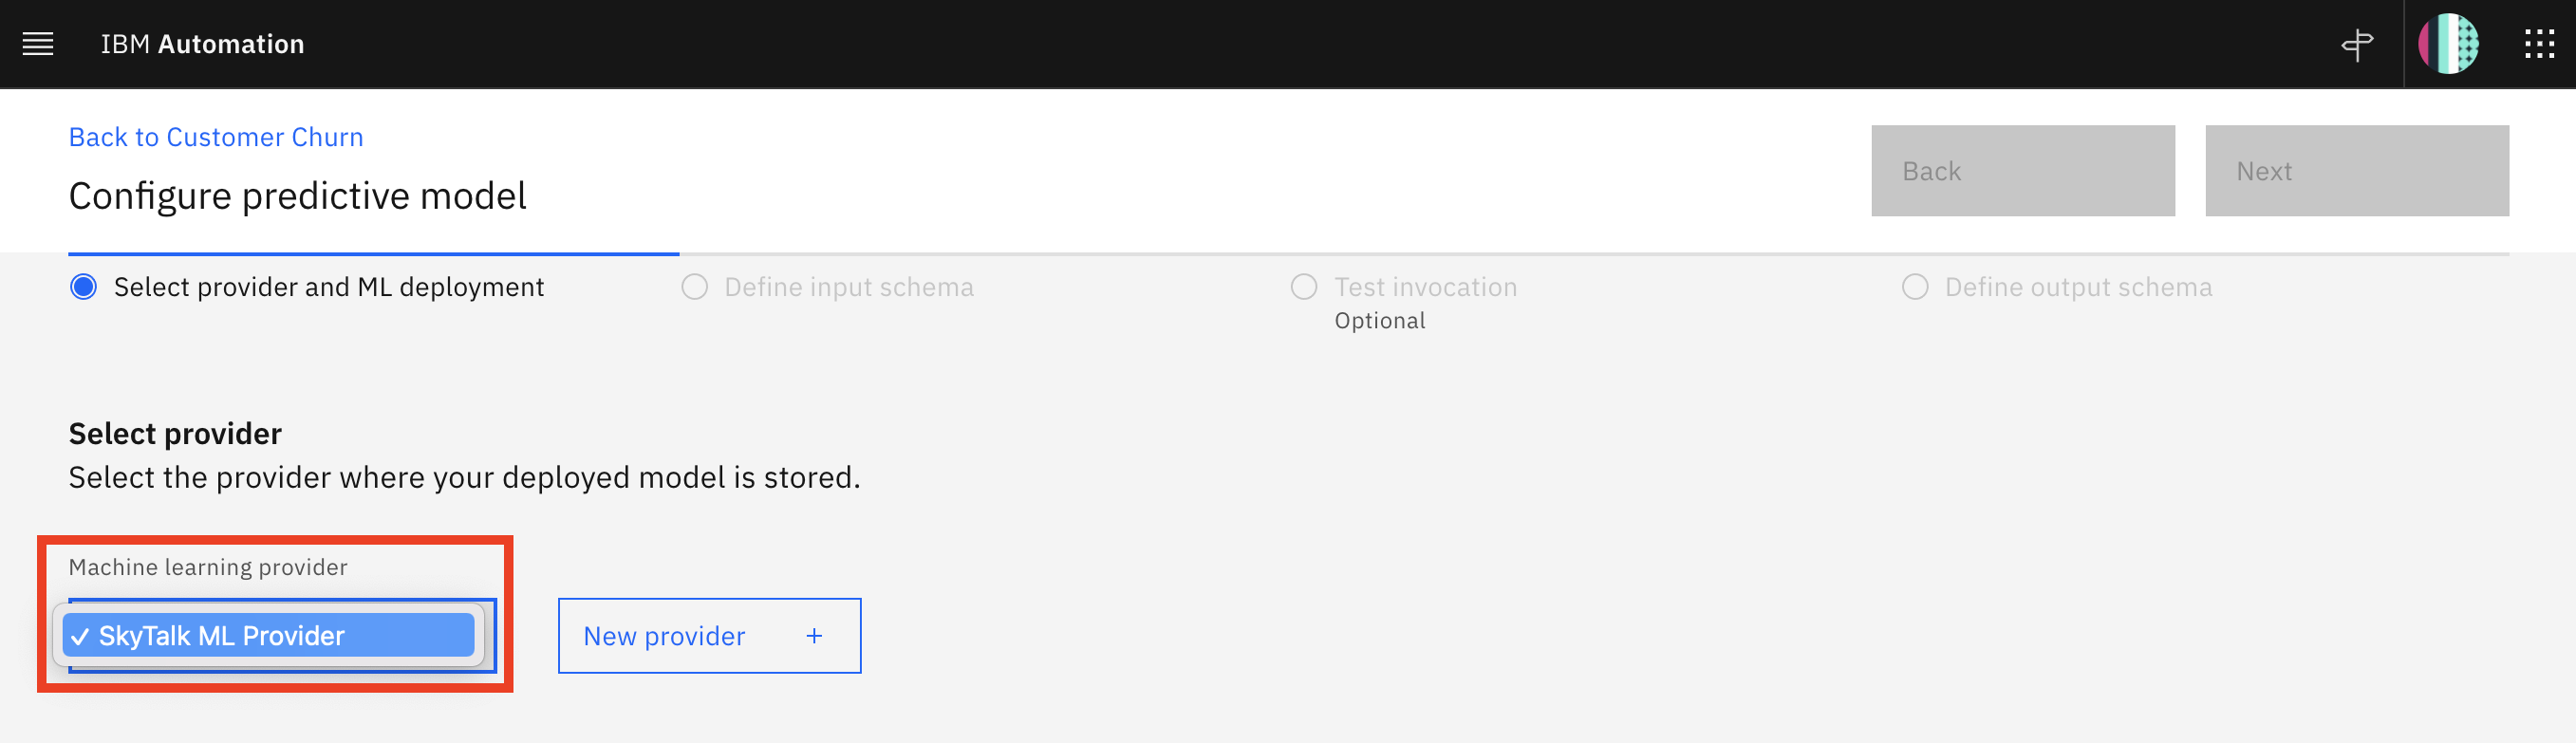 IBM Automation
Back to Customer Churn
Configure predictive model
Back
Next
Select provider and ML deployment
Define input schema
Test invocation
Optional
Define output schema
Select provider
Select the provider where your deployed model is stored.
Machine learning provider
✓ SkyTalk ML Provider
New provider +